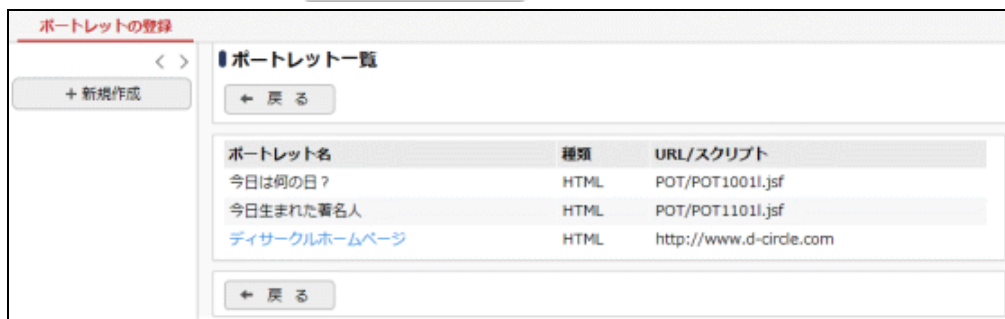 ポートレットの登録
< >
+ 新規作成
ポートレット一覧
← 戻 る
ポートレット名 種類 URL/スクリプト
今日は何の日? HTML POT/POT1001l.jsf
今日生まれた著名人 HTML POT/POT1101l.jsf
ディサークルホームページ HTML http://www.d-circle.com
← 戻 る